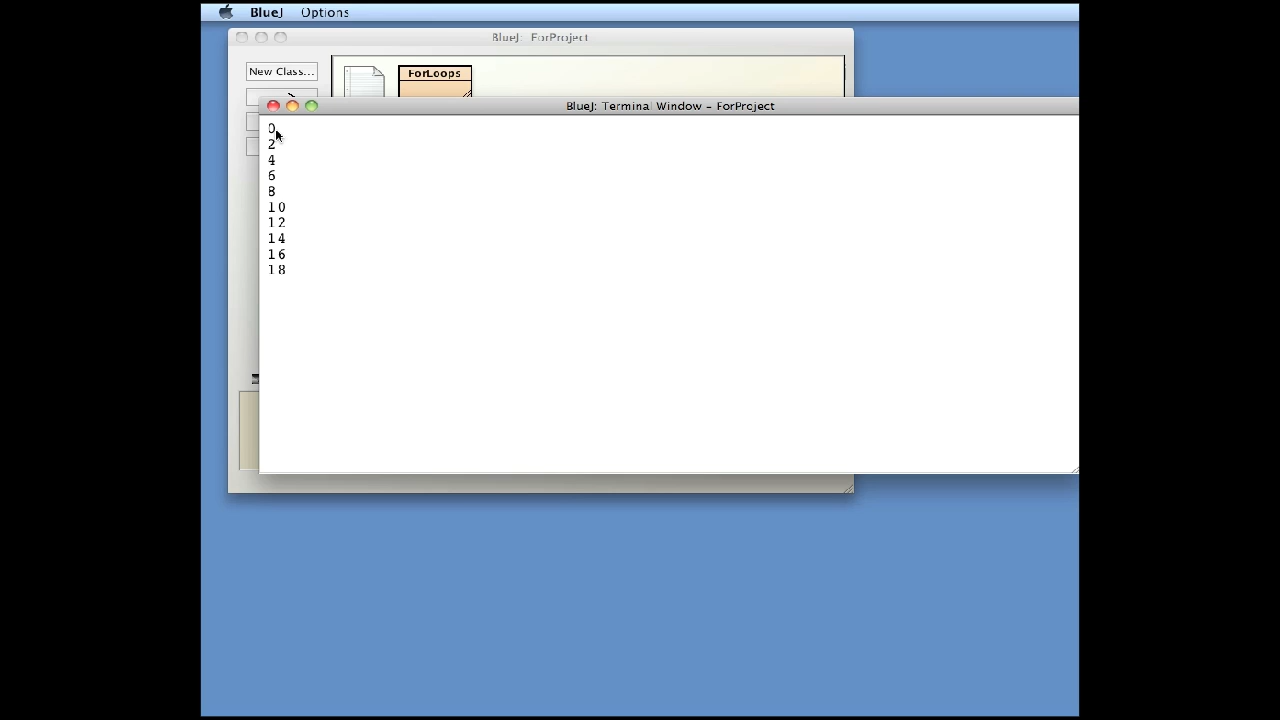 BlueJ Options
BlueJ: ForProject
New Class...
ForLoops
BlueJ: Terminal Window - ForProject
0
2
4
6
8
10
12
14
16
18